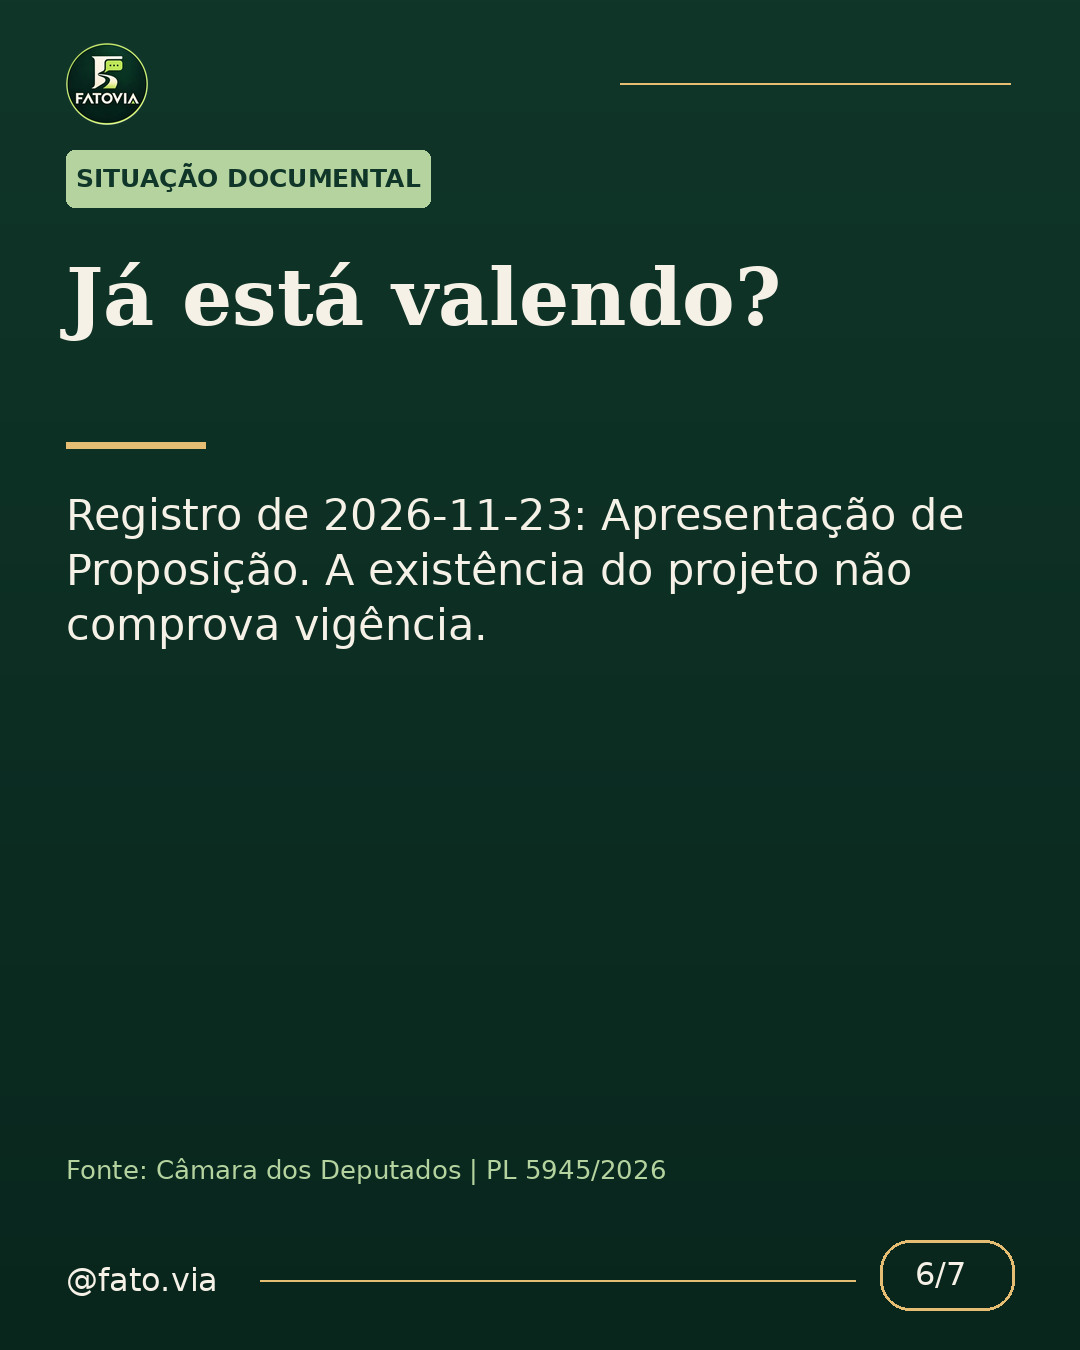 FATOVIA
SITUAÇÃO DOCUMENTAL
Já está valendo?
Registro de 2026-11-23: Apresentação de
Proposição. A existência do projeto não
comprova vigência.
Fonte: Câmara dos Deputados | PL 5945/2026
@fato.via
6/7